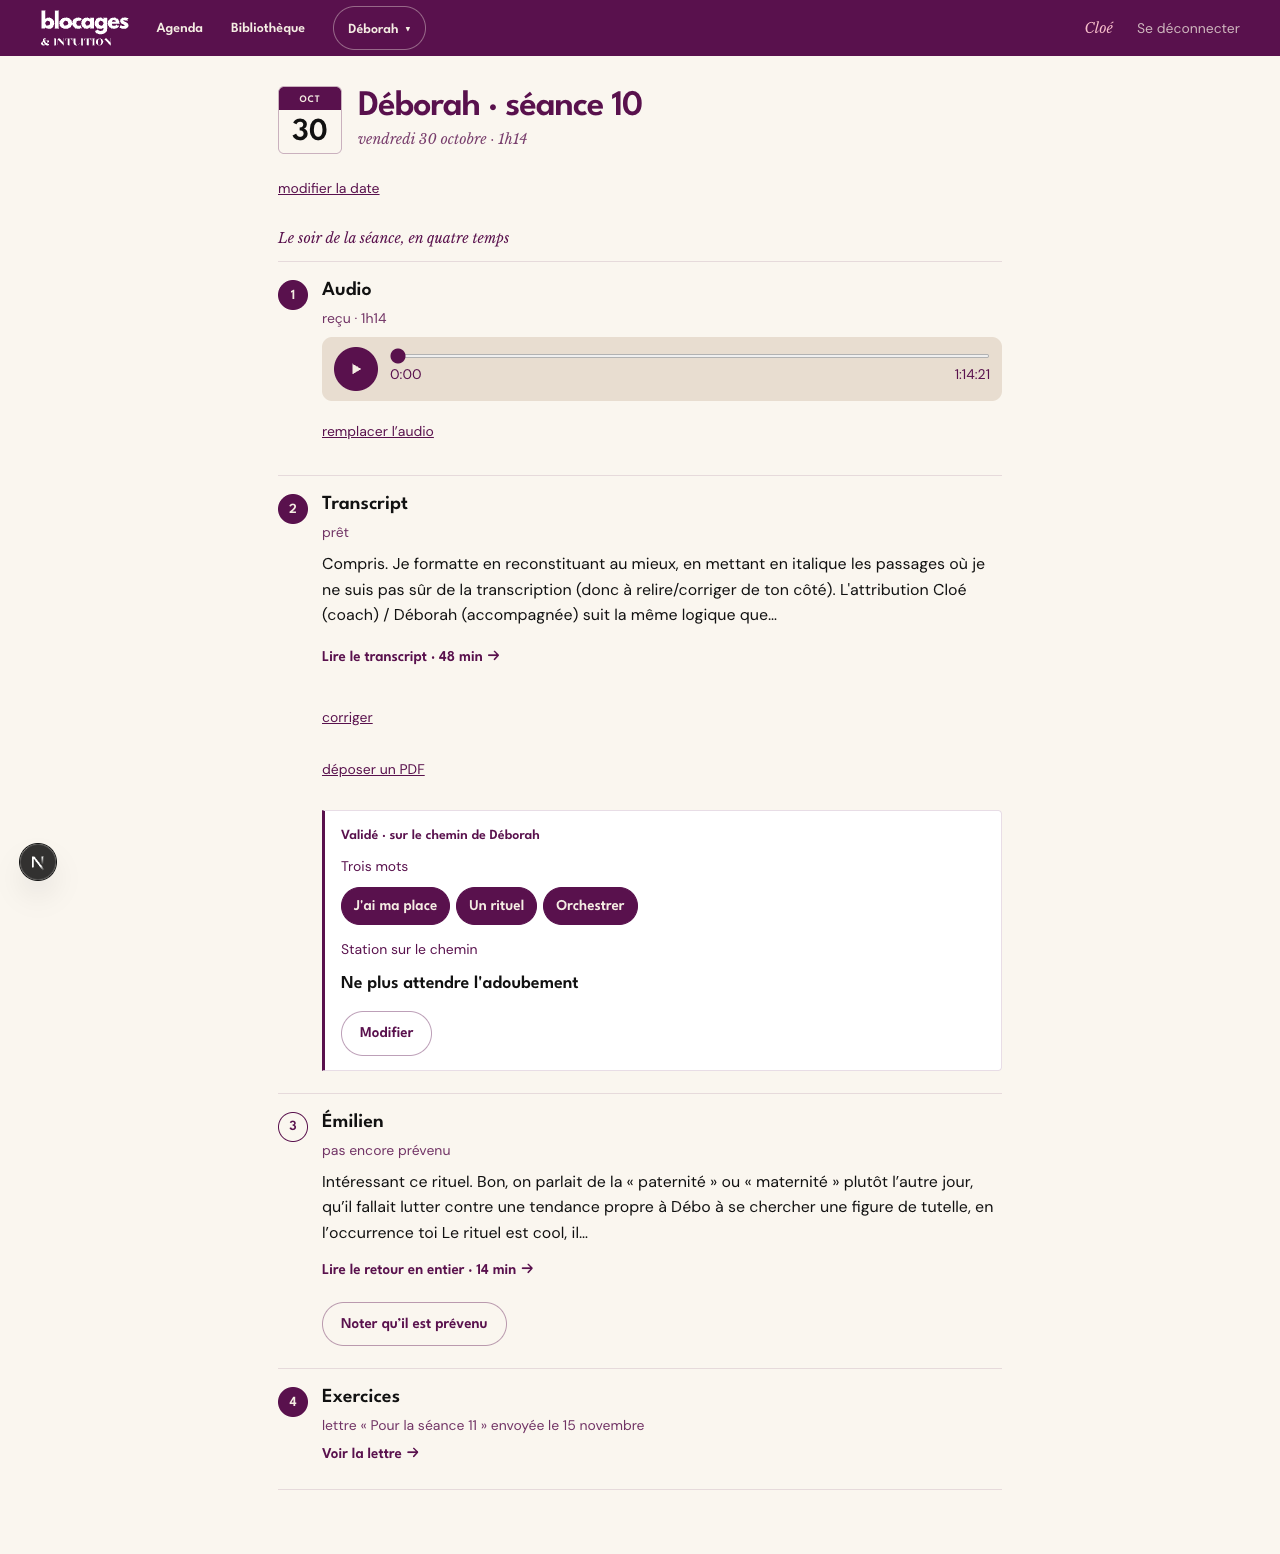 blocages
& INTUITION
Agenda
Bibliothèque
Déborah ▾
Cloé
Se déconnecter
OCT
30
Déborah · séance 10
vendredi 30 octobre · 1h14
modifier la date
Le soir de la séance, en quatre temps
1
Audio
reçu · 1h14
0:00
1:14:21
remplacer l’audio
2
Transcript
prêt
Compris. Je formatte en reconstituant au mieux, en mettant en italique les passages où je
ne suis pas sûr de la transcription (donc à relire/corriger de ton côté). L'attribution Cloé
(coach) / Déborah (accompagnée) suit la même logique que…
Lire le transcript · 48 min →
corriger
déposer un PDF
Validé · sur le chemin de Déborah
Trois mots
J'ai ma place
Un rituel
Orchestrer
Station sur le chemin
Ne plus attendre l'adoubement
Modifier
N
3
Émilien
pas encore prévenu
Intéressant ce rituel. Bon, on parlait de la « paternité » ou « maternité » plutôt l’autre jour,
qu’il fallait lutter contre une tendance propre à Débo à se chercher une figure de tutelle, en
l’occurrence toi Le rituel est cool, il…
Lire le retour en entier · 14 min →
Noter qu’il est prévenu
4
Exercices
lettre « Pour la séance 11 » envoyée le 15 novembre
Voir la lettre →